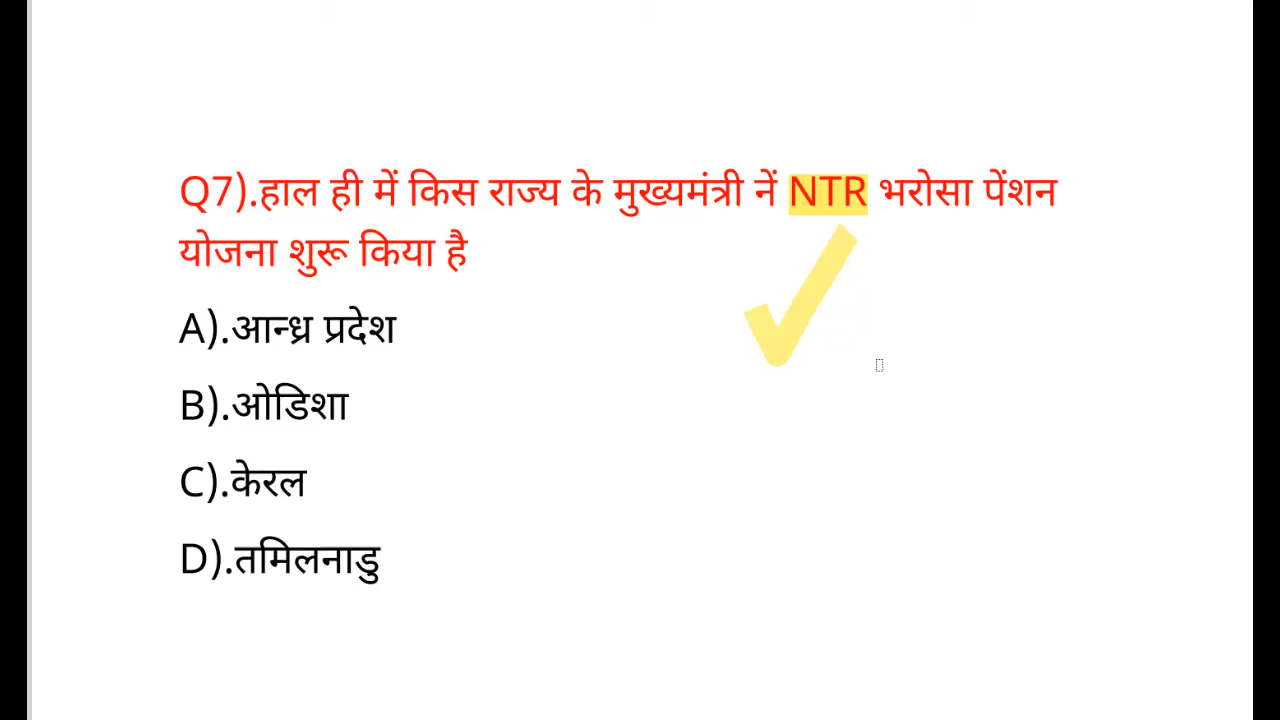 Q7).हाल ही में किस राज्य के मुख्यमंत्री नें NTR भरोसा पेंशन
योजना शुरू किया है
A).आन्ध्र प्रदेश
B).ओडिशा
C).केरल
D).तमिलनाडु